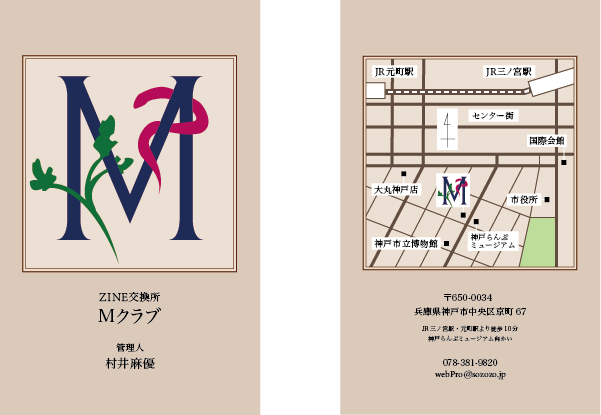 M
ZINE交換所
Mクラブ
管理人
村井麻優
JR元町駅
JR三ノ宮駅
センター街
国際会館
大丸神戸店
M
市役所
神戸市立博物館
神戸らんぷ
ミュージアム
〒650-0034
兵庫県神戸市中央区京町 67
JR三ノ宮駅・元町駅より徒歩10分
神戸らんぷミュージアム向かい
078-381-9820
webPro@sozozo.jp